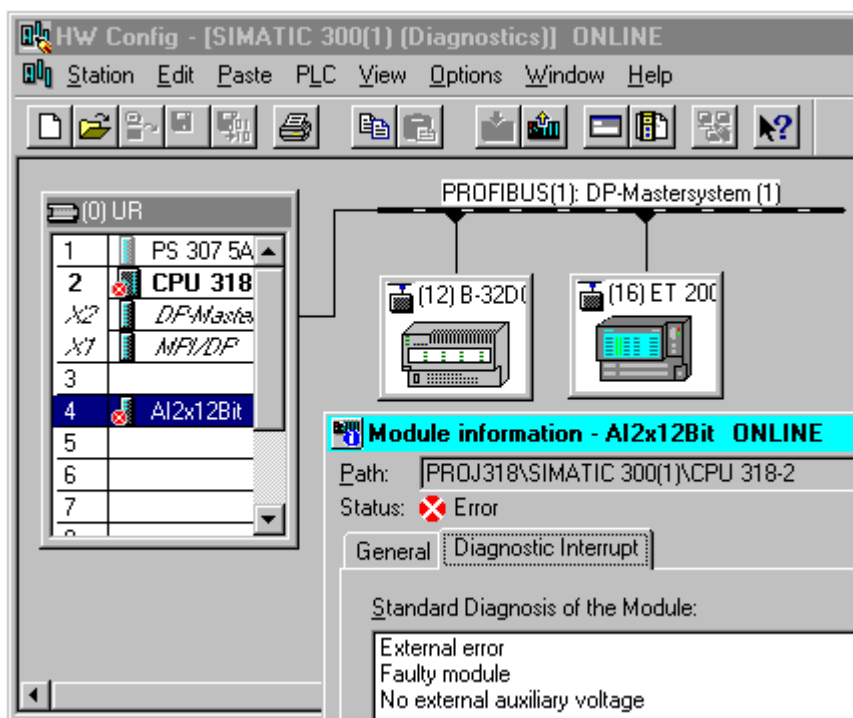 HW Config - [SIMATIC 300(1) (Diagnostics)] ONLINE
Station Edit Paste PLC View Options Window Help
PROFIBUS(1): DP-Mastersystem (1)
(0) UR
1 PS 307 5A
2 CPU 318
X2 DP-Master
X1 MPI/DP
3
4 AI2x12Bit
5
6
7
(12) B-32D
(16) ET 200
Module information - AI2x12Bit ONLINE
Path: PROJ318\SIMATIC 300(1)\CPU 318-2
Status: Error
General Diagnostic Interrupt
Standard Diagnosis of the Module:
External error
Faulty module
No external auxiliary voltage